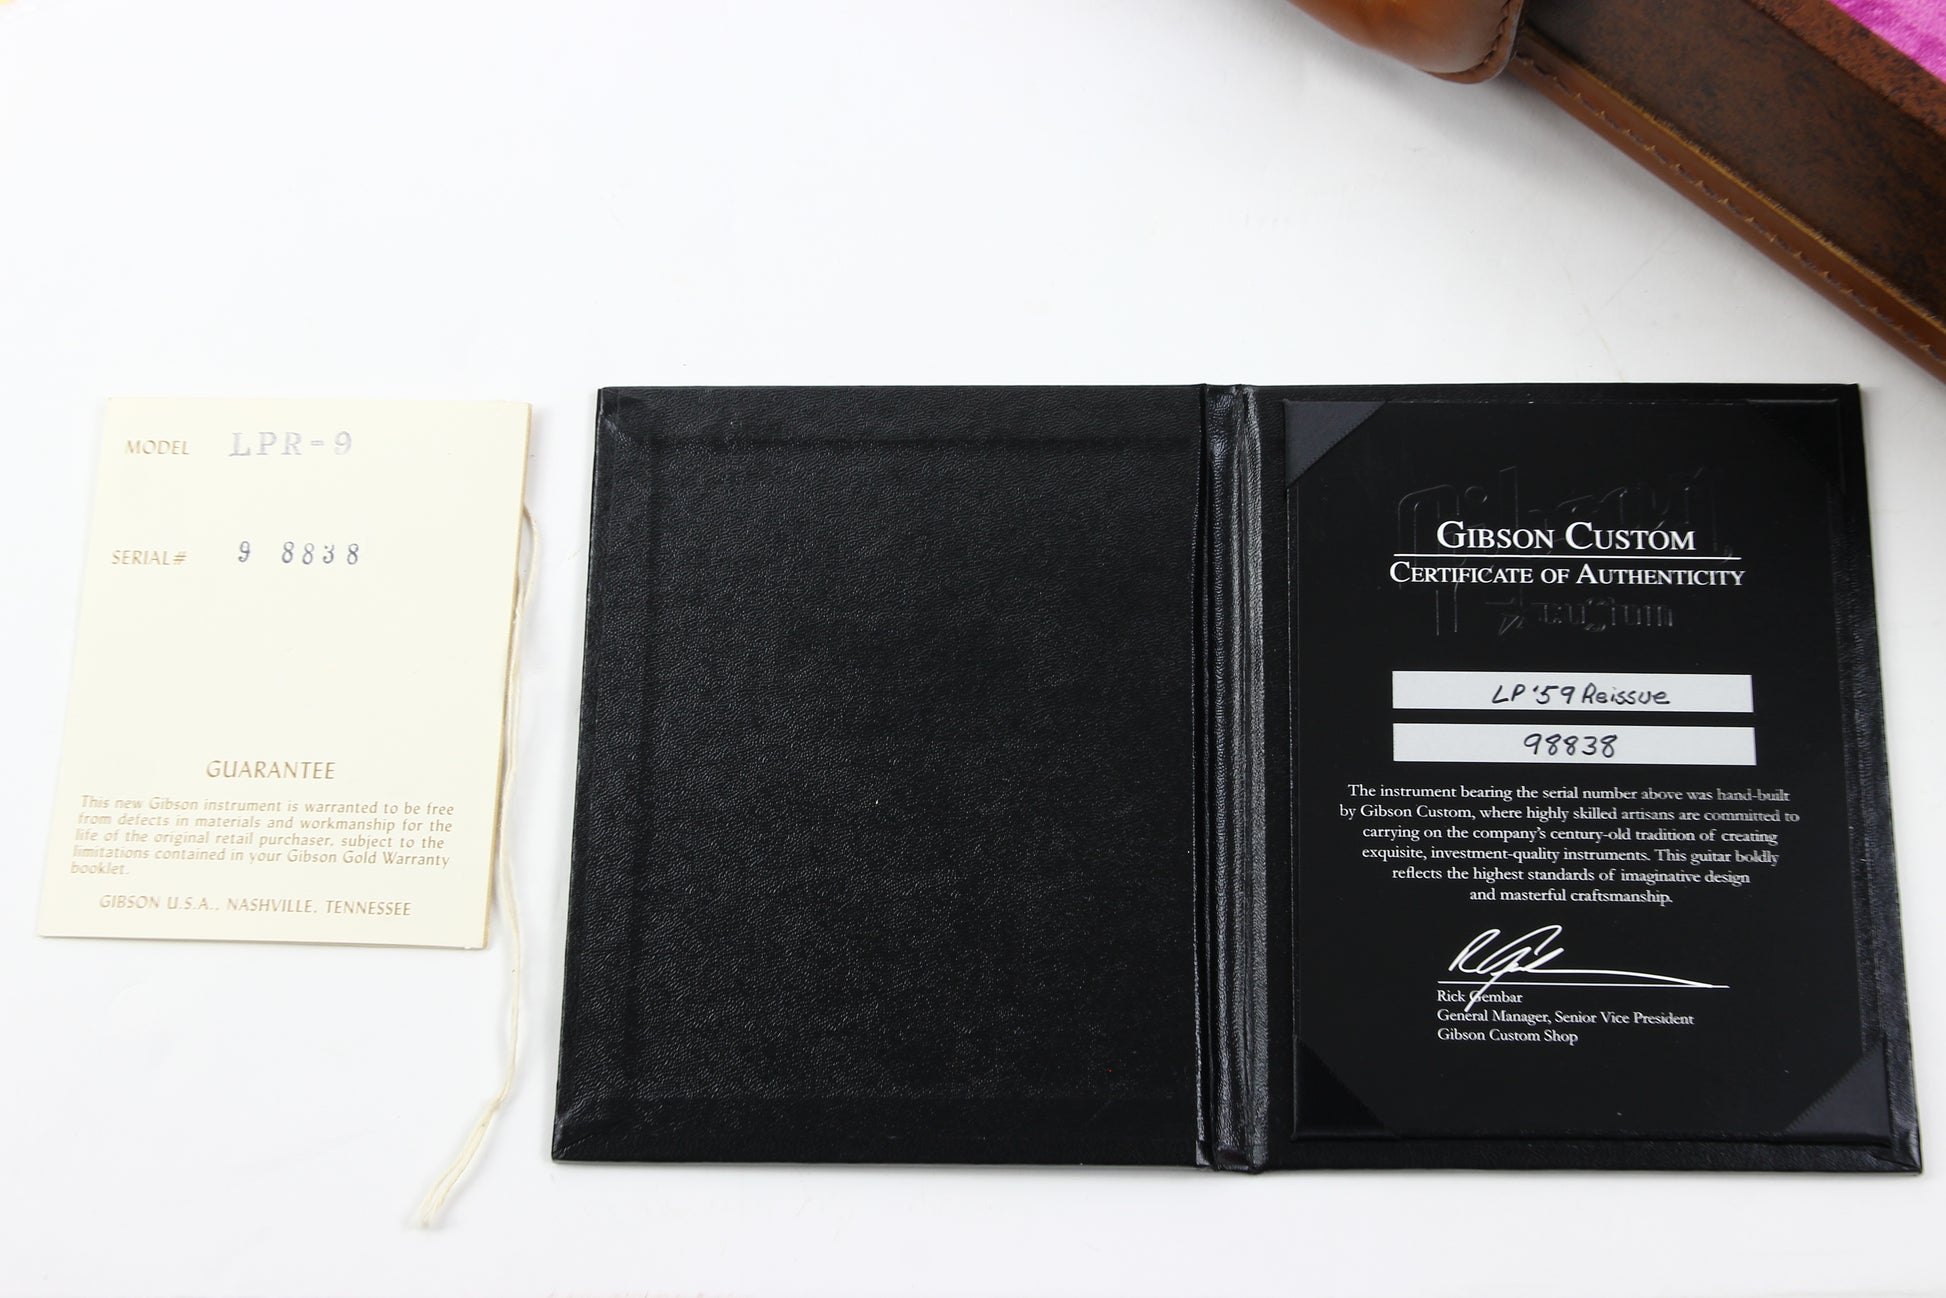 MODEL LPR-9
SERIAL# 9 8838
GUARANTEE
This new Gibson instrument is warranted to be free
from defects in materials and workmanship for the
life of the original retail purchaser, subject to the
limitations contained in your Gibson Gold Warranty
booklet.
GIBSON U.S.A., NASHVILLE, TENNESSEE
Gibson
GIBSON CUSTOM
CERTIFICATE OF AUTHENTICITY
Custom
LP '59 Reissue
98838
The instrument bearing the serial number above was hand-built
by Gibson Custom, where highly skilled artisans are committed to
carrying on the company's century-old tradition of creating
exquisite, investment-quality instruments. This guitar boldly
reflects the highest standards of imaginative design
and masterful craftsmanship.
Rick Gembar
General Manager, Senior Vice President
Gibson Custom Shop